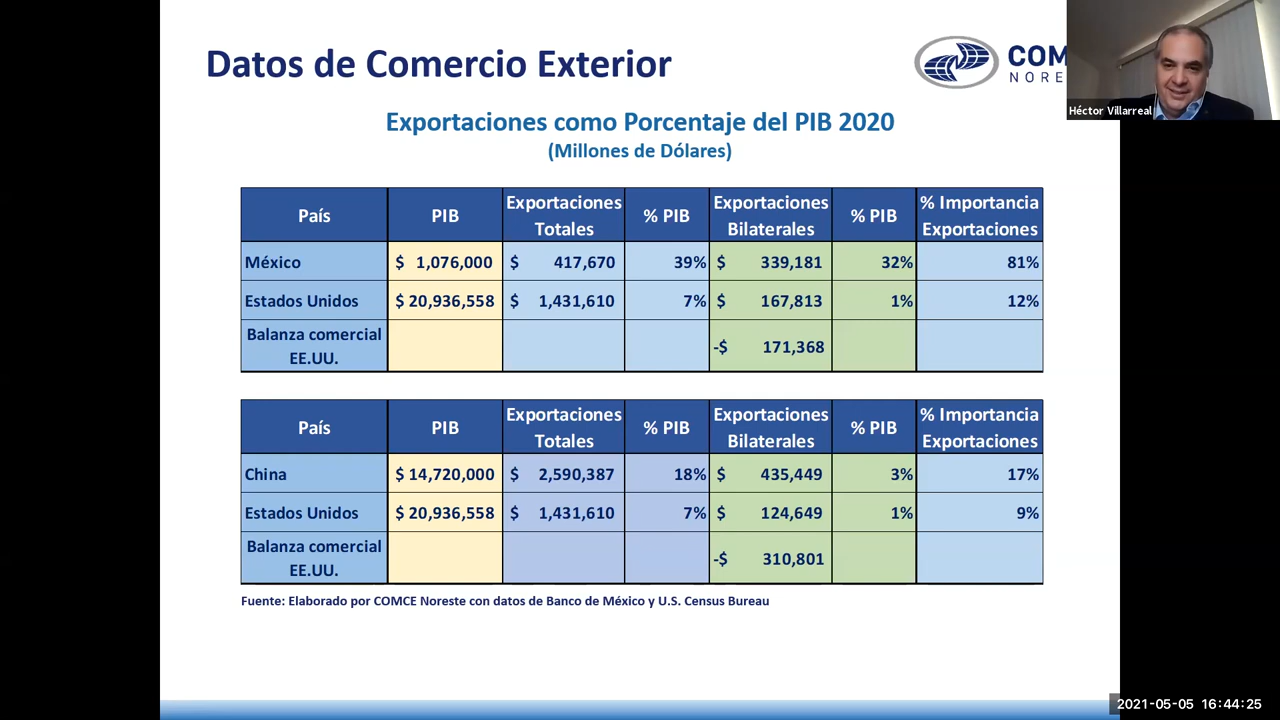 Datos de Comercio Exterior
COM
NORE
Héctor Villarreal
Exportaciones como Porcentaje del PIB 2020
(Millones de Dólares)
País PIB Exportaciones Totales % PIB Exportaciones Bilaterales % PIB % Importancia Exportaciones
México $ 1,076,000 $ 417,670 39% $ 339,181 32% 81%
Estados Unidos $ 20,936,558 $ 1,431,610 7% $ 167,813 1% 12%
Balanza comercial EE.UU. -$ 171,368
País PIB Exportaciones Totales % PIB Exportaciones Bilaterales % PIB % Importancia Exportaciones
China $ 14,720,000 $ 2,590,387 18% $ 435,449 3% 17%
Estados Unidos $ 20,936,558 $ 1,431,610 7% $ 124,649 1% 9%
Balanza comercial EE.UU. -$ 310,801
Fuente: Elaborado por COMCE Noreste con datos de Banco de México y U.S. Census Bureau
2021-05-05 16:44:25